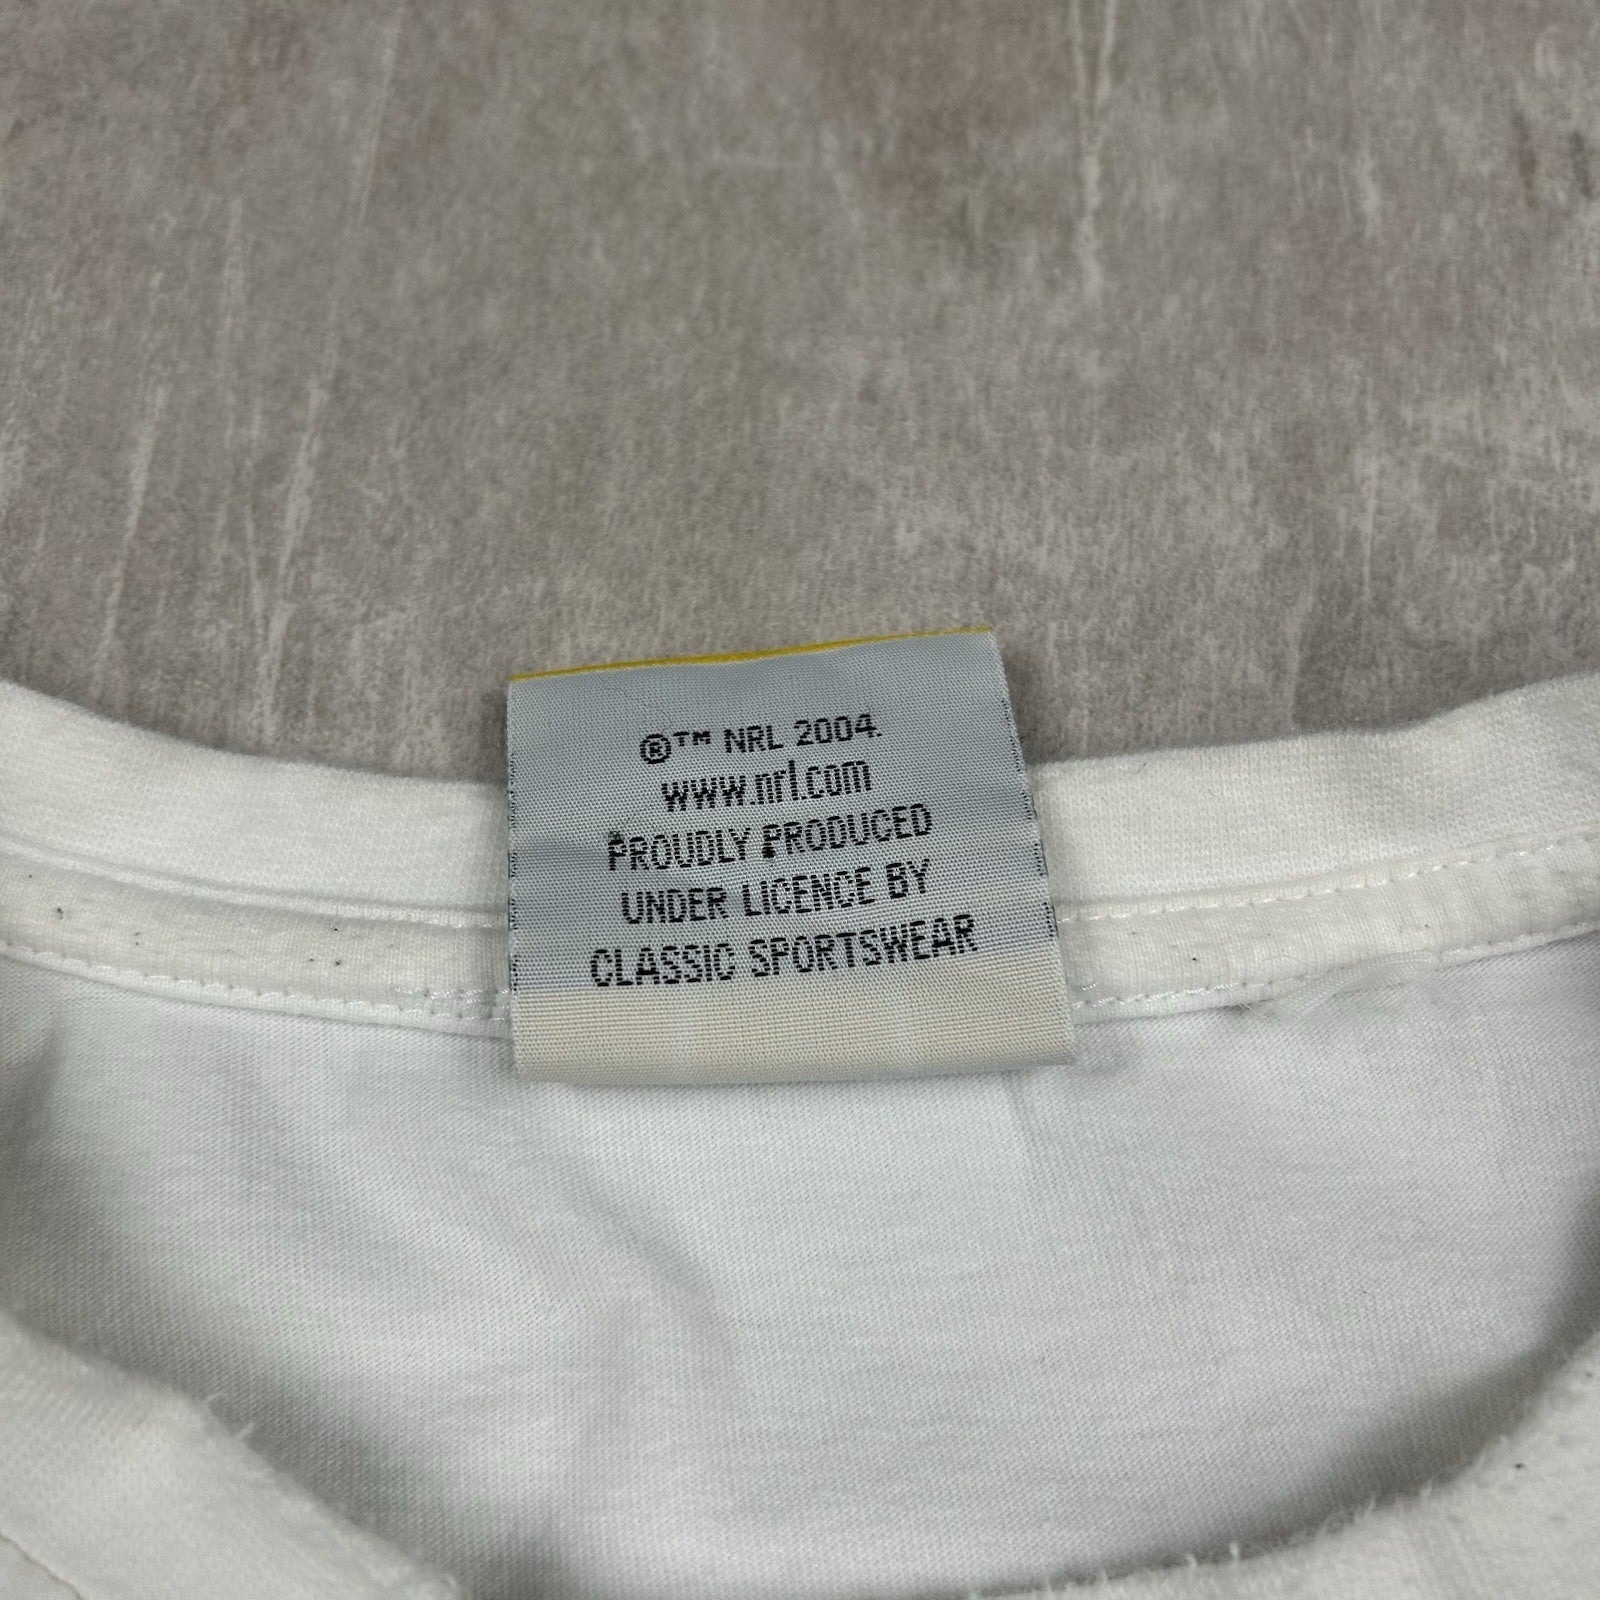 ®™ NRL 2004.
www.nrl.com
PROUDLY PRODUCED
UNDER LICENCE BY
CLASSIC SPORTSWEAR